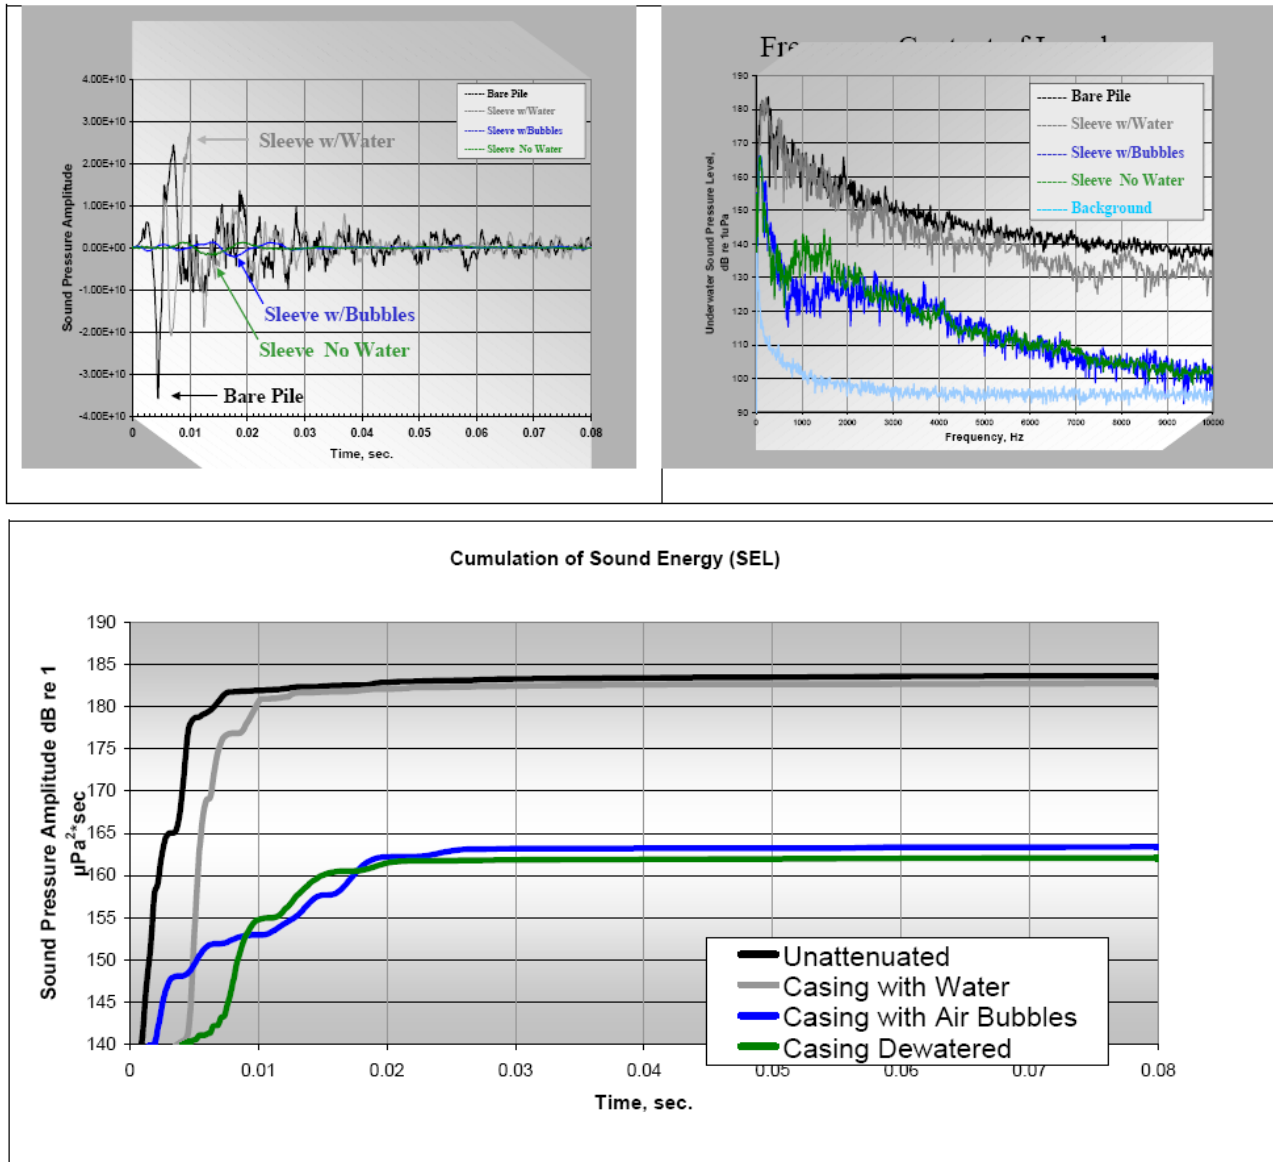 4.00E+10
3.00E+10
2.00E+10
1.00E+10
0.00E+00
-1.00E+10
-2.00E+10
-3.00E+10
-4.00E+10
Sound Pressure Amplitude
0 0.01 0.02 0.03 0.04 0.05 0.06 0.07 0.08
Time, sec.
Bare Pile
Sleeve w/Water
Sleeve w/Bubbles
Sleeve No Water
Sleeve w/Water
Sleeve w/Bubbles
Sleeve No Water
Bare Pile
190
180
170
160
150
140
130
120
110
100
90
Underwater Sound Pressure Level,
dB re 1uPa
0 1000 2000 3000 4000 5000 6000 7000 8000 9000 10000
Frequency, Hz
Bare Pile
Sleeve w/Water
Sleeve w/Bubbles
Sleeve No Water
Background
Cumulation of Sound Energy (SEL)
190
185
180
175
170
165
160
155
150
145
140
Sound Pressure Amplitude dB re 1
µPa²*sec
Unattenuated
Casing with Water
Casing with Air Bubbles
Casing Dewatered
0 0.01 0.02 0.03 0.04 0.05 0.06 0.07 0.08
Time, sec.